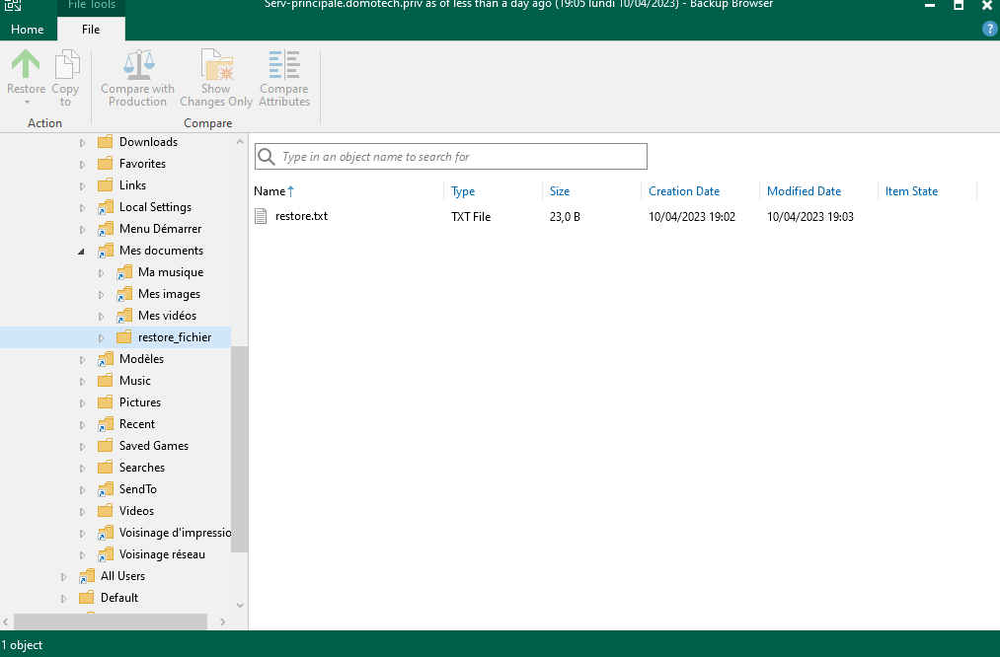 File Tools
Serv-principale.domotech.priv as of less than a day ago (19:05 lundi 10/04/2023) - Backup Browser
Home
File
?
Restore
Copy to
Compare with Production
Show Changes Only
Compare Attributes
Action
Compare
Downloads
Favorites
Links
Local Settings
Menu Démarrer
Mes documents
Ma musique
Mes images
Mes vidéos
restore_fichier
Modèles
Music
Pictures
Recent
Saved Games
Searches
SendTo
Videos
Voisinage d'impressio
Voisinage réseau
All Users
Default
Type in an object name to search for
Name Type Size Creation Date Modified Date Item State
restore.txt TXT File 23,0 B 10/04/2023 19:02 10/04/2023 19:03
1 object